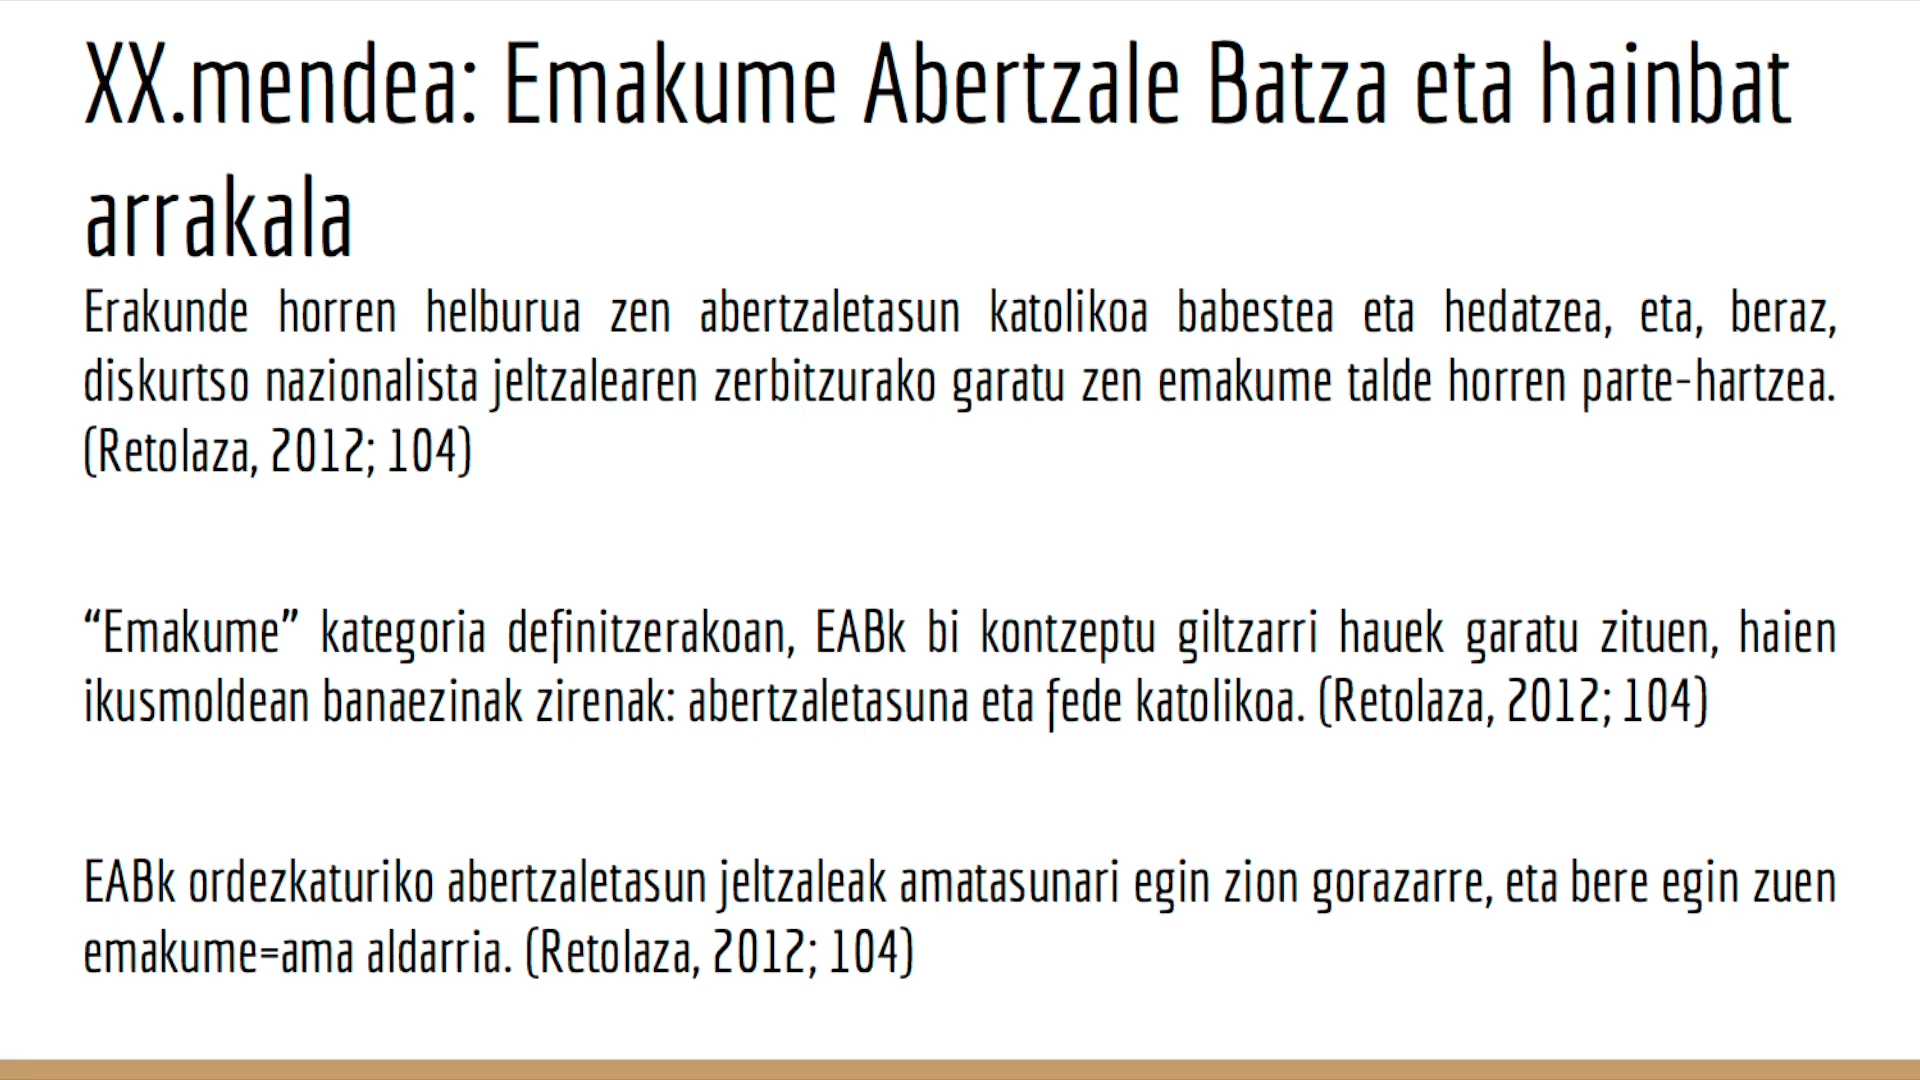 XX.mendea: Emakume Abertzale Batza eta hainbat
arrakala
Erakunde horren helburua zen abertzaletasun katolikoa babestea eta hedatzea, eta, beraz,
diskurtso nazionalista jeltzalearen zerbitzurako garatu zen emakume talde horren parte-hartzea.
(Retolaza, 2012; 104)
“Emakume” kategoria definitzerakoan, EABk bi kontzeptu giltzarri hauek garatu zituen, haien
ikusmoldean banaezinak zirenak: abertzaletasuna eta fede katolikoa. (Retolaza, 2012; 104)
EABk ordezkaturiko abertzaletasun jeltzaleak amatasunari egin zion gorazarre, eta bere egin zuen
emakume=ama aldarria. (Retolaza, 2012; 104)